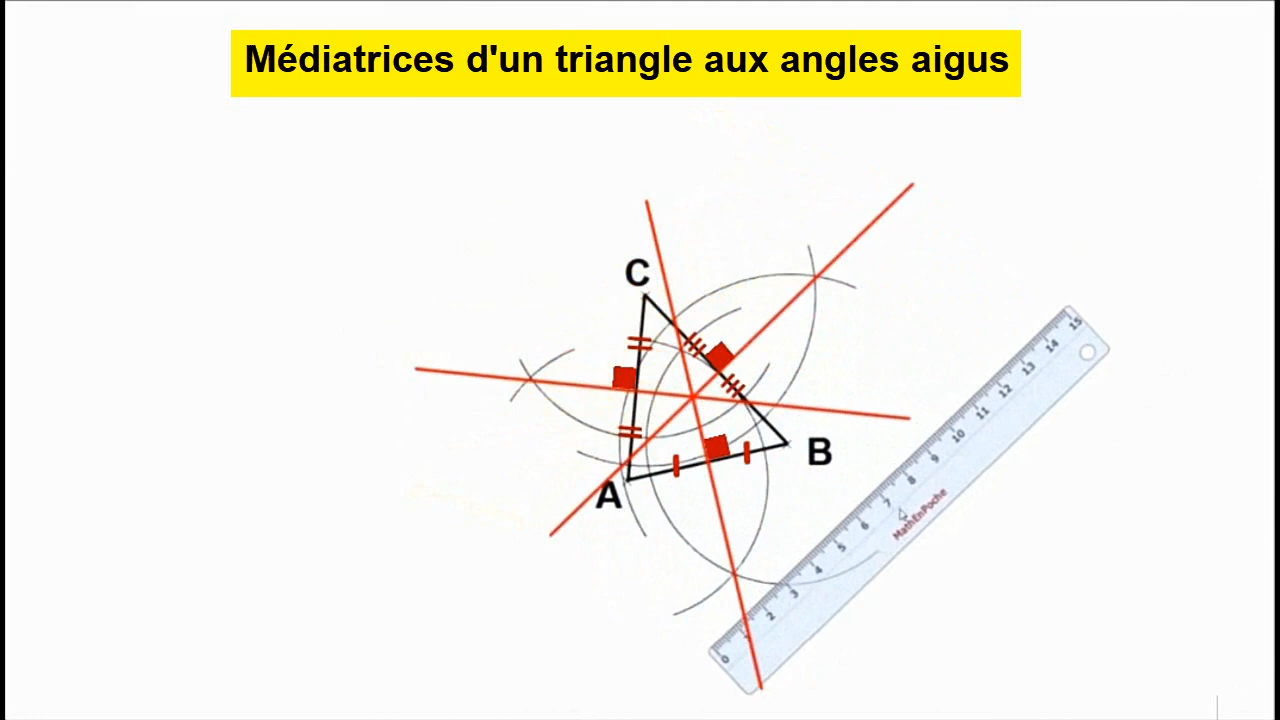 Médiatrices d'un triangle aux angles aigus
C
B
A
0 1 2 3 4 5 6 7 8 9 10 11 12 13 14 15
MathEnPoche